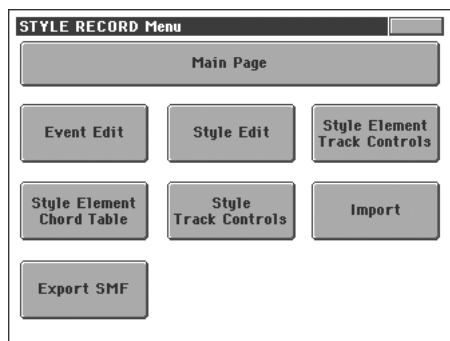 STYLE RECORD Menu
Main Page
Event Edit
Style Edit
Style Element
Track Controls
Style Element
Chord Table
Style
Track Controls
Import
Export SMF